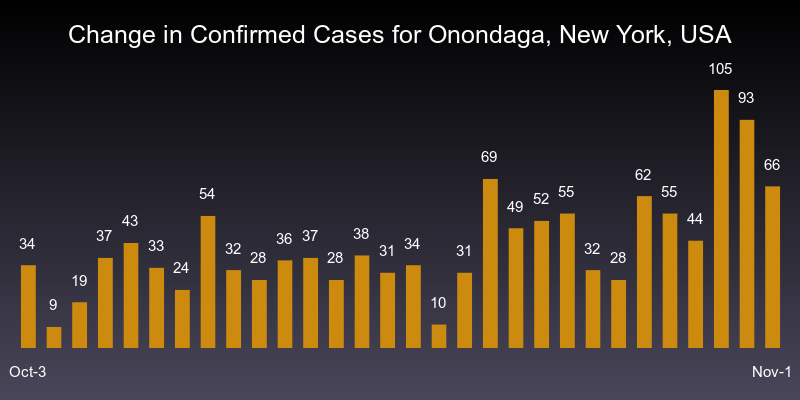 Change in Confirmed Cases for Onondaga, New York, USA
34 9 19 37 43 33 24 54 32 28 36 37 28 38 31 34 10 31 69 49 52 55 32 28 62 55 44 105 93 66
Oct-3 Nov-1